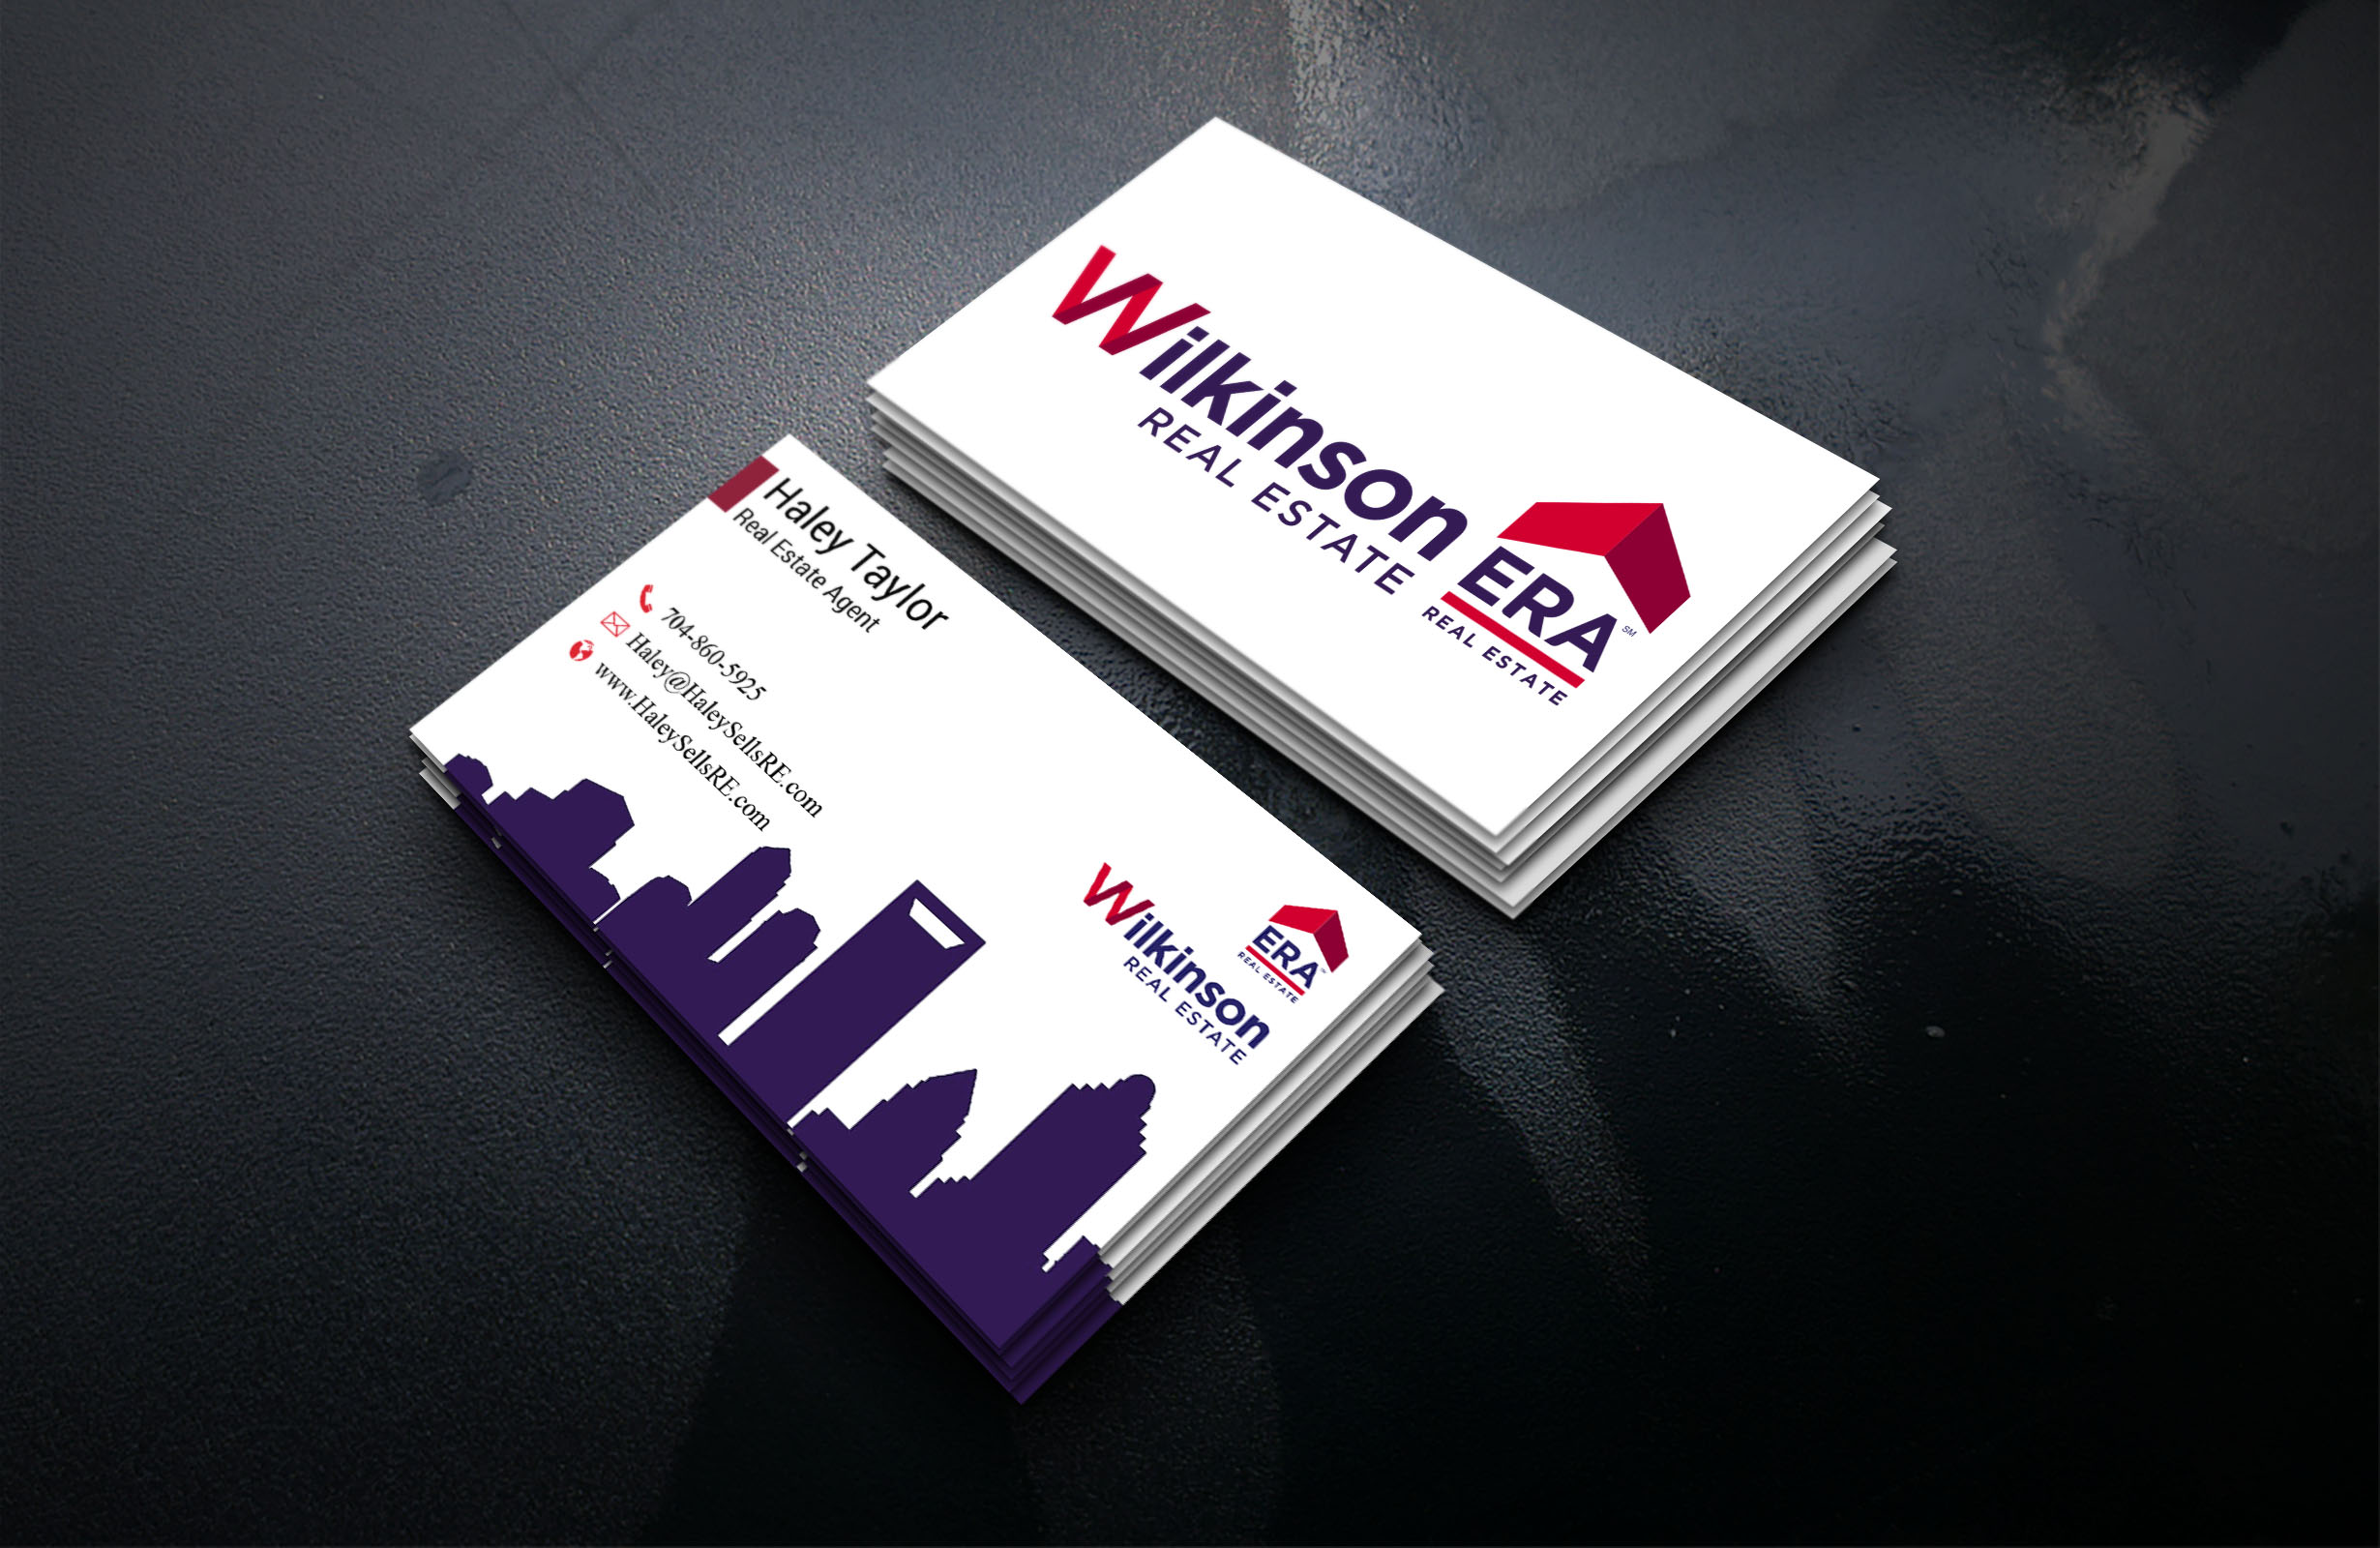 Wilkinson
REAL ESTATE
ERA
SM
REAL ESTATE
Haley Taylor
Real Estate Agent
704-860-5925
Haley@HaleySellsRE.com
www.HaleySellsRE.com
Wilkinson
REAL ESTATE
ERA
REAL ESTATE